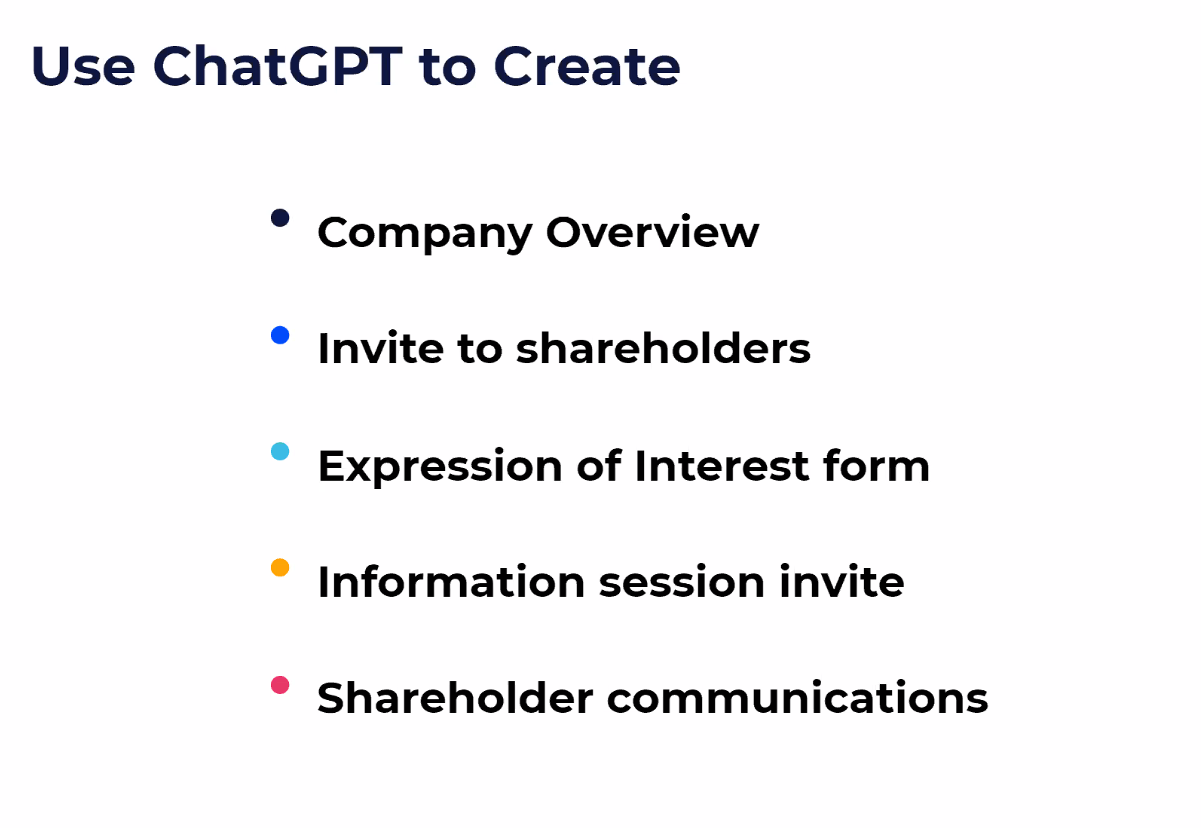 Use ChatGPT to Create
Company Overview
Invite to shareholders
Expression of Interest form
Information session invite
Shareholder communications